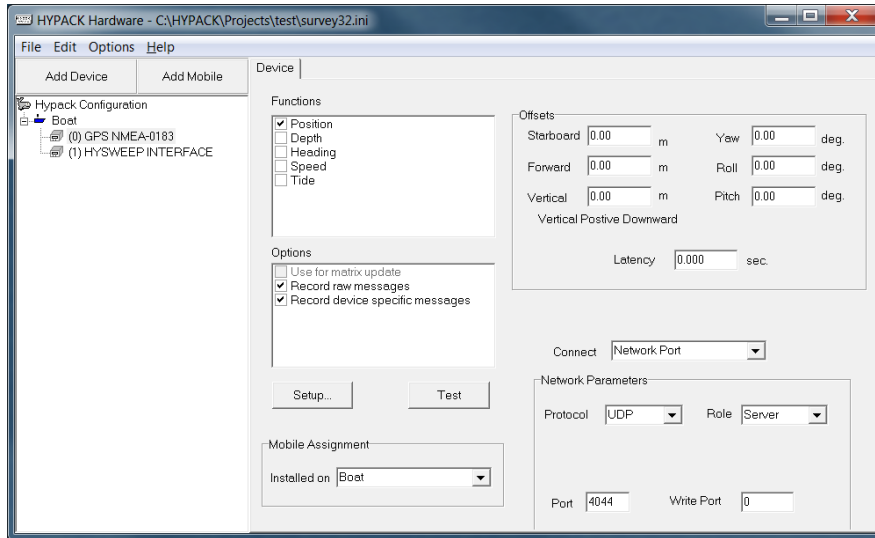 HYPACK Hardware - C:\HYPACK\Projects\test\survey32.ini
File Edit Options Help
Add Device Add Mobile
Hypack Configuration
Boat
(0) GPS NMEA-0183
(1) HYSWEEP INTERFACE
Device
Functions
Position
Depth
Heading
Speed
Tide
Options
Use for matrix update
Record raw messages
Record device specific messages
Setup... Test
Mobile Assignment
Installed on Boat
Offsets
Starboard 0.00 m Yaw 0.00 deg.
Forward 0.00 m Roll 0.00 deg.
Vertical 0.00 m Pitch 0.00 deg.
Vertical Postive Downward
Latency 0.000 sec.
Connect Network Port
Network Parameters
Protocol UDP Role Server
Port 4044 Write Port 0